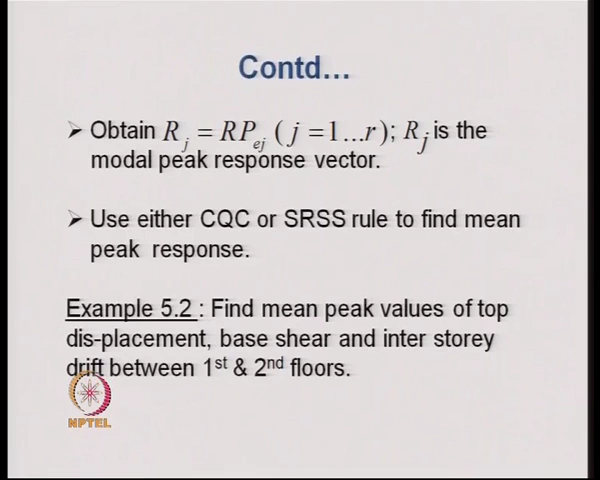 Contd…
➢ Obtain R_j = RP_ej ( j = 1…r ); R_j is the
modal peak response vector.
➢ Use either CQC or SRSS rule to find mean
peak response.
Example 5.2 : Find mean peak values of top
dis-placement, base shear and inter storey
drift between 1st & 2nd floors.
NPTEL